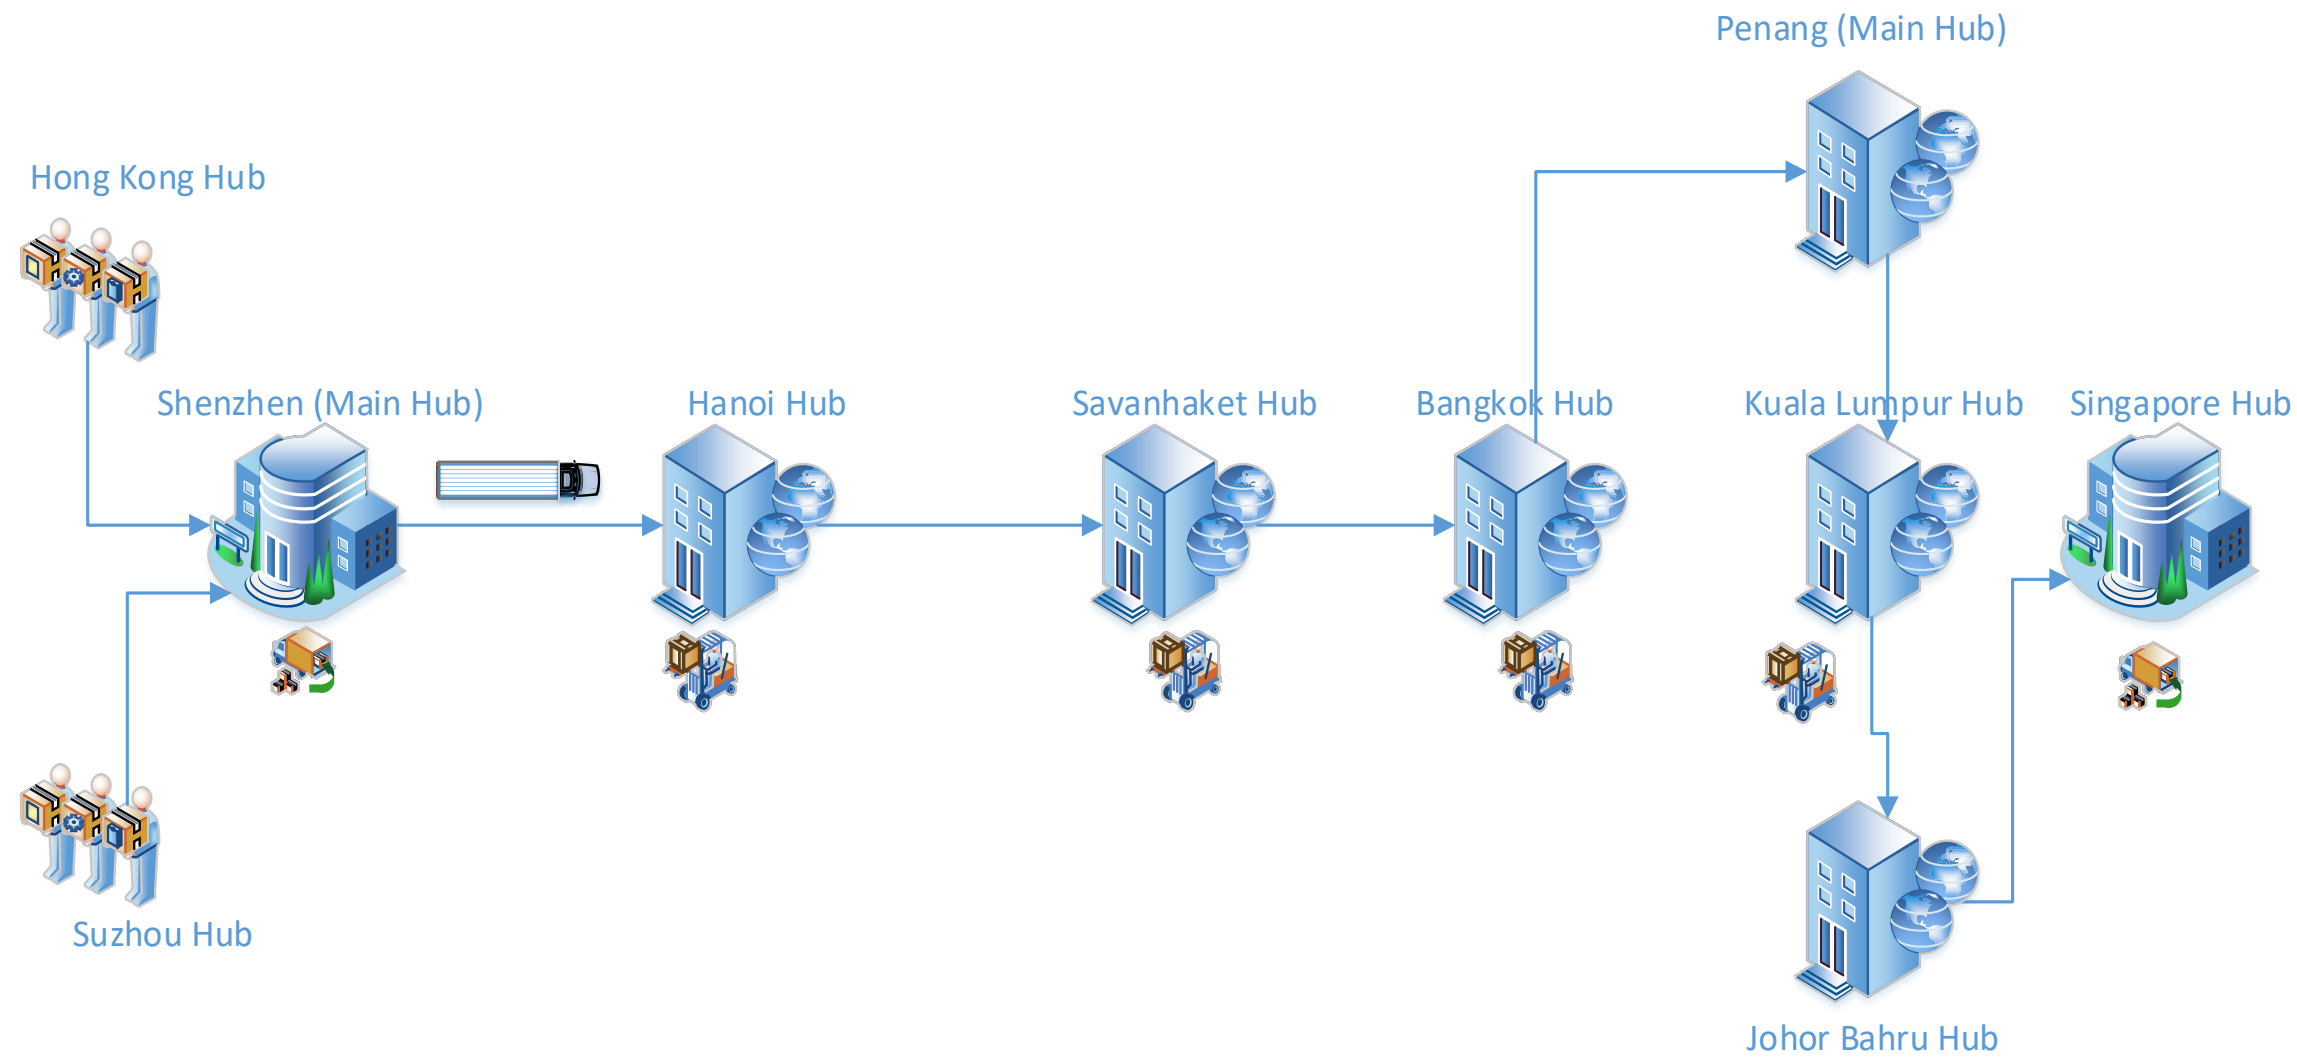 Penang (Main Hub)
Hong Kong Hub
Shenzhen (Main Hub)
Hanoi Hub
Savanhaket Hub
Bangkok Hub
Kuala Lumpur Hub
Singapore Hub
Suzhou Hub
Johor Bahru Hub